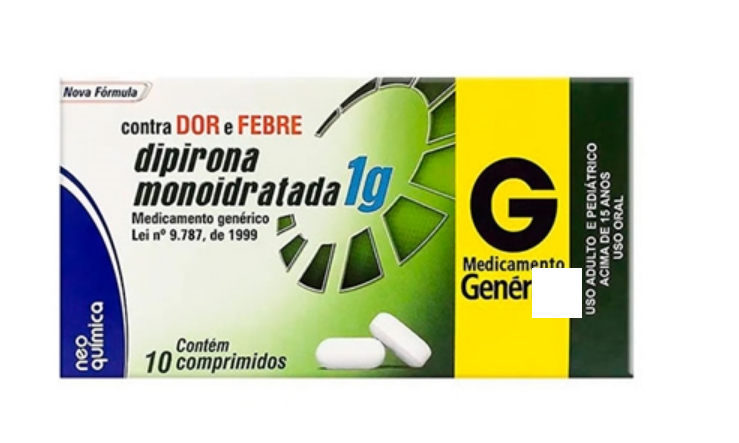 Nova Fórmula
contra DOR e FEBRE
dipirona
monoidratada 1g
Medicamento genérico
Lei nº 9.787, de 1999
neo
química
Contém
10 comprimidos
G
Medicamento
USO ADULTO E PEDIÁTRICO
ACIMA DE 15 ANOS
USO ORAL